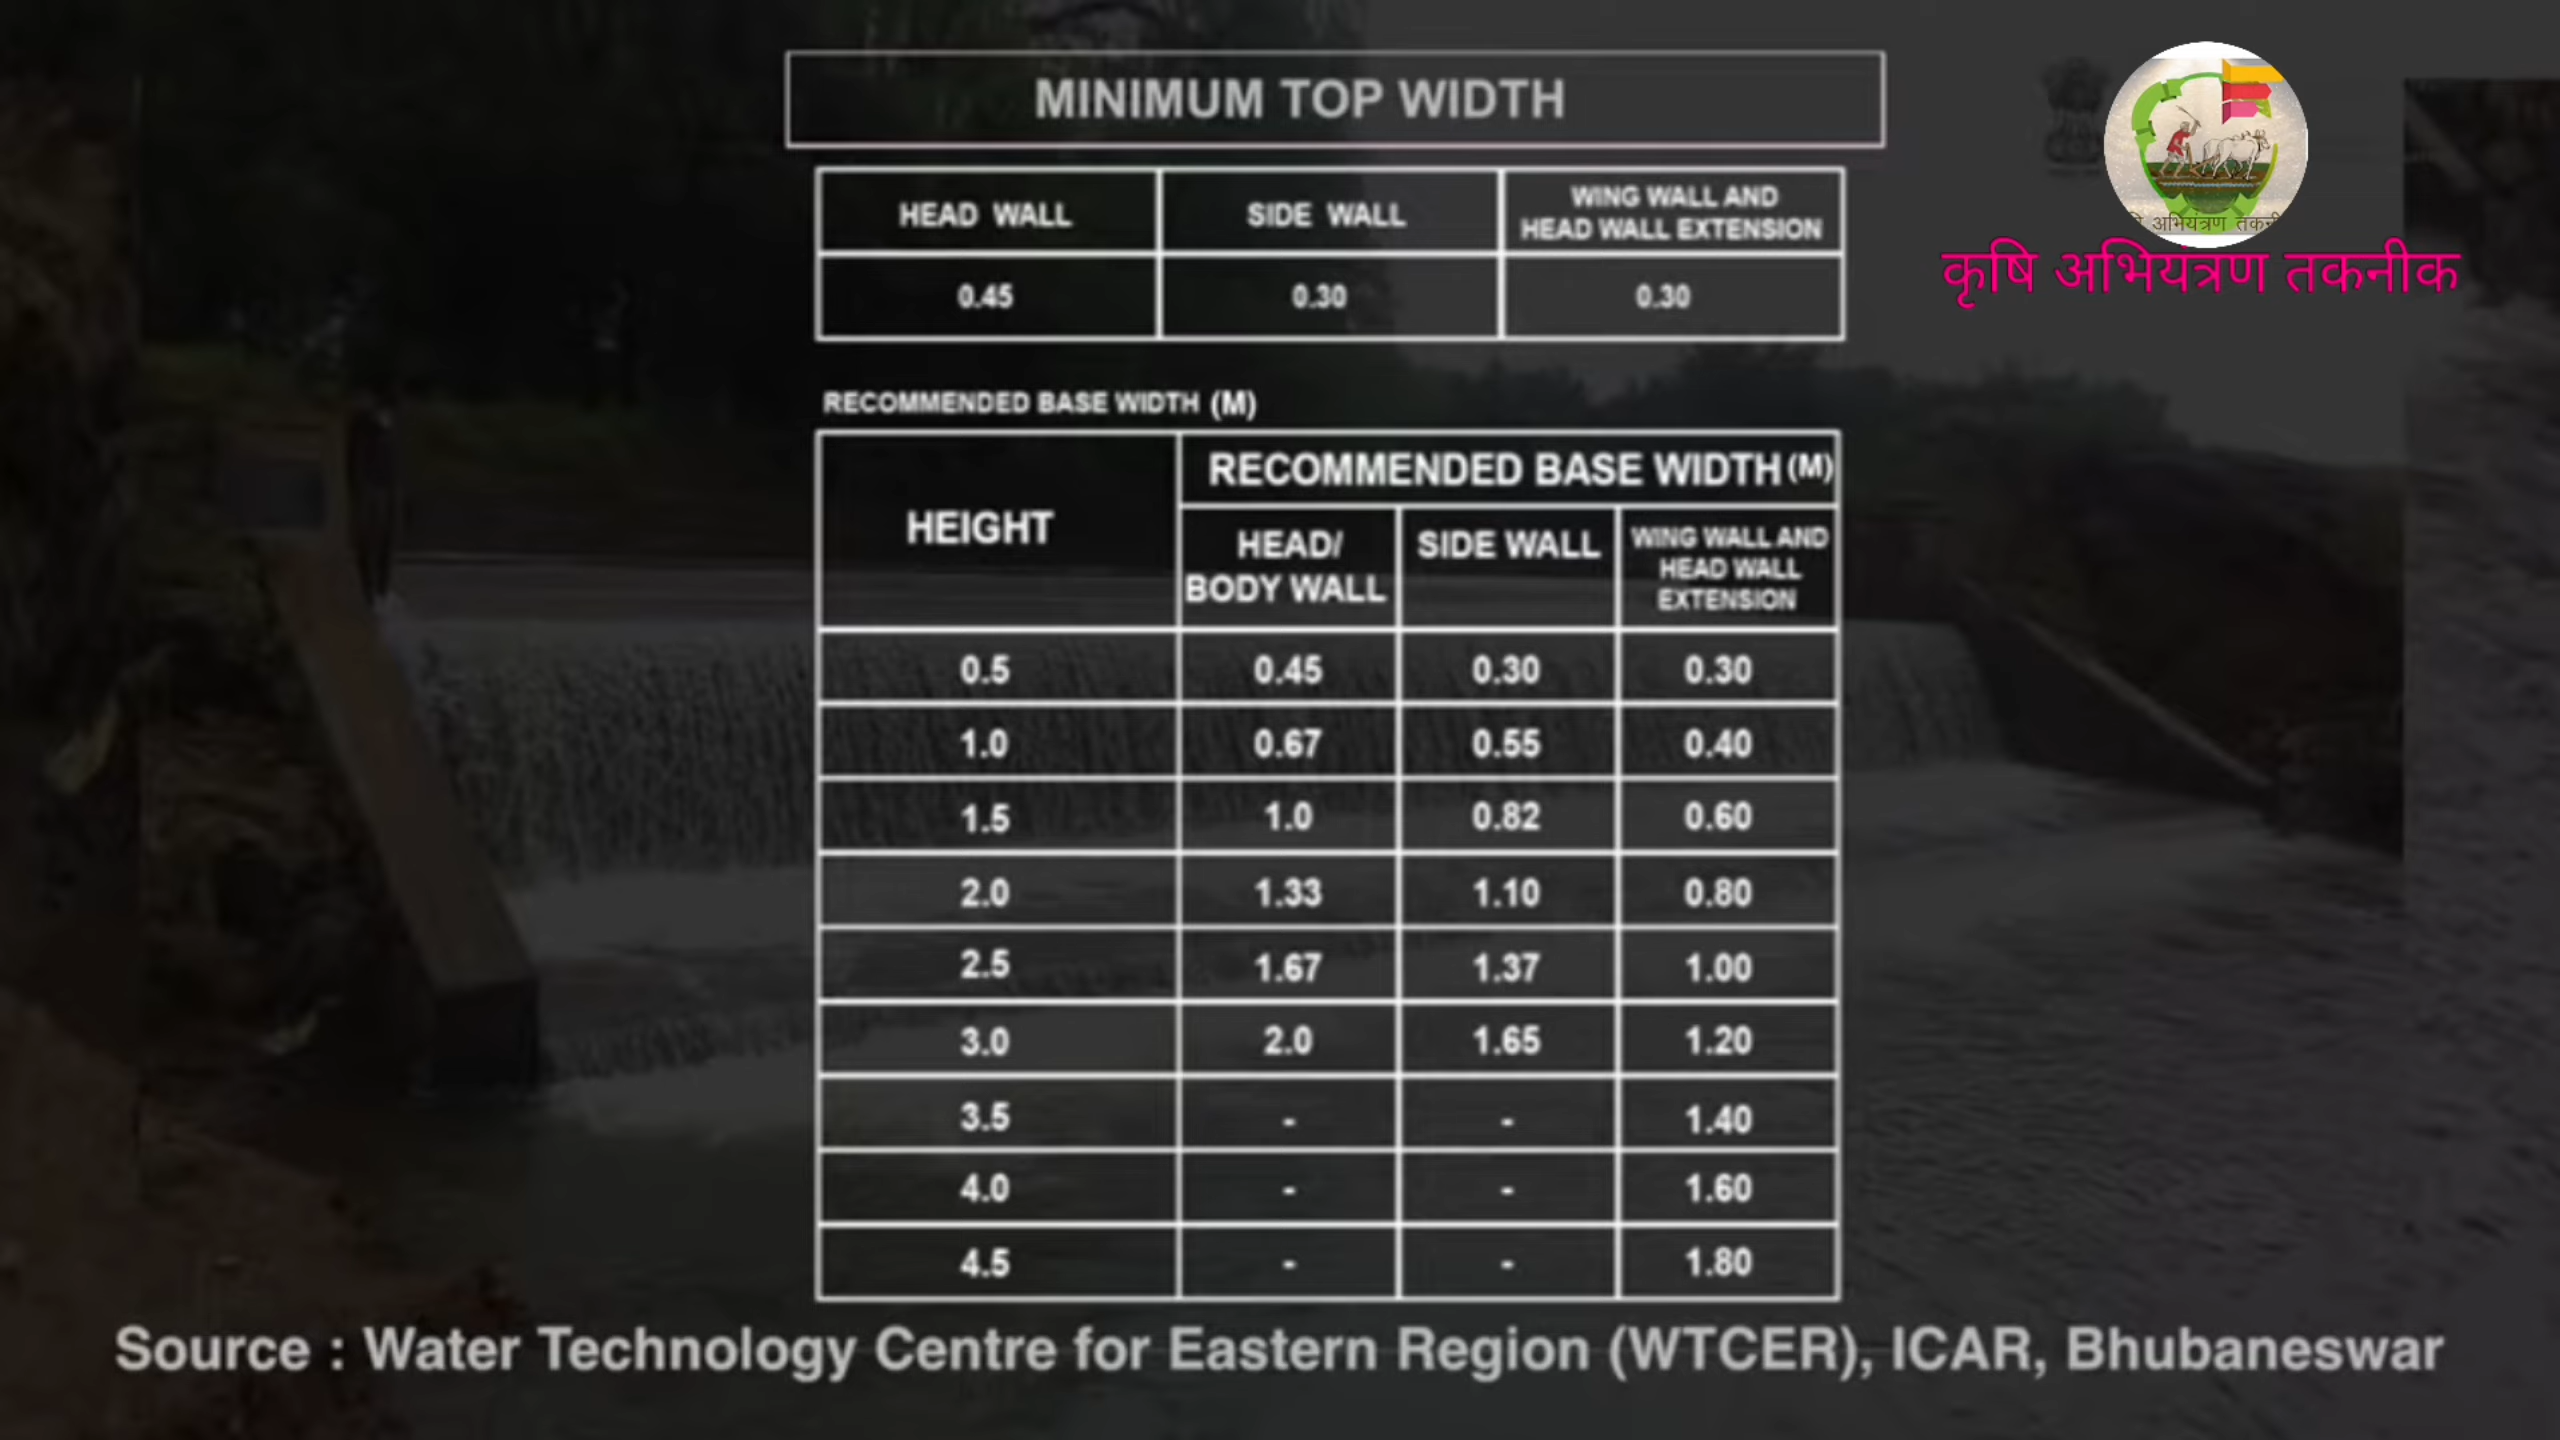 MINIMUM TOP WIDTH
HEAD WALL SIDE WALL WING WALL AND HEAD WALL EXTENSION
0.45 0.30 0.30
RECOMMENDED BASE WIDTH (M)
HEIGHT RECOMMENDED BASE WIDTH (M)
HEAD/ BODY WALL SIDE WALL WING WALL AND HEAD WALL EXTENSION
0.5 0.45 0.30 0.30
1.0 0.67 0.55 0.40
1.5 1.0 0.82 0.60
2.0 1.33 1.10 0.80
2.5 1.67 1.37 1.00
3.0 2.0 1.65 1.20
3.5 - - 1.40
4.0 - - 1.60
4.5 - - 1.80
Source : Water Technology Centre for Eastern Region (WTCER), ICAR, Bhubaneswar
अभियंत्रण
कृषि अभियंत्रण तकनीक